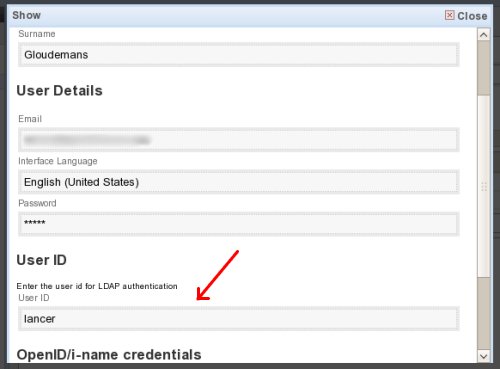 Show
Close
Surname
Gloudemans
User Details
Email
Interface Language
English (United States)
Password
*****
User ID
Enter the user id for LDAP authentication
User ID
lancer
OpenID/i-name credentials